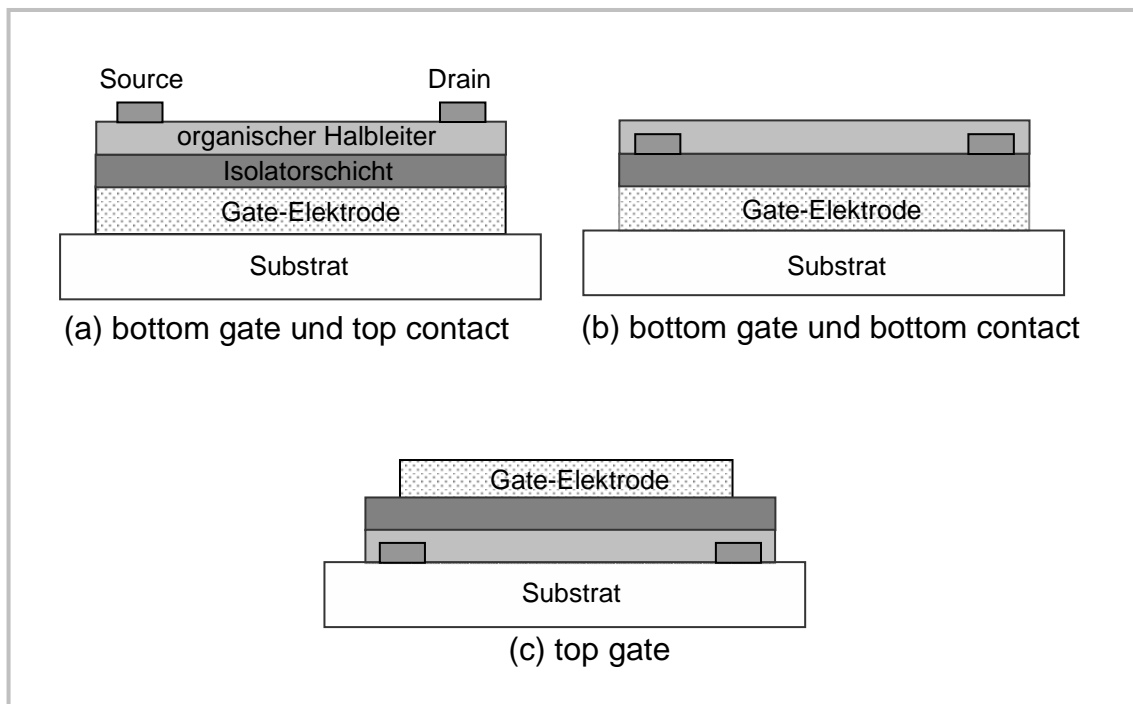 Source
Drain
organischer Halbleiter
Isolatorschicht
Gate-Elektrode
Substrat
(a) bottom gate und top contact
Gate-Elektrode
Substrat
(b) bottom gate und bottom contact
Gate-Elektrode
Substrat
(c) top gate